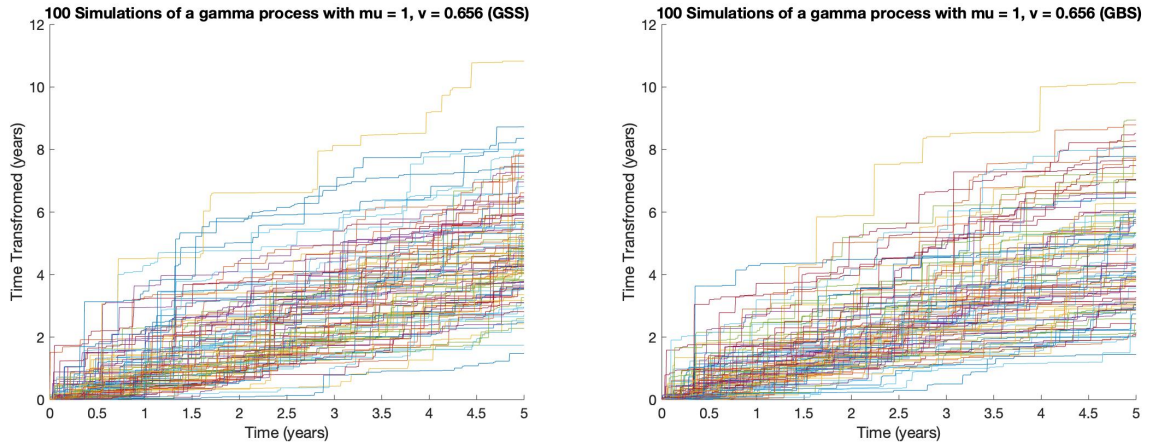 100 Simulations of a gamma process with mu = 1, v = 0.656 (GSS)
12
10
8
6
4
2
0
Time Transfromed (years)
0 0.5 1 1.5 2 2.5 3 3.5 4 4.5 5
Time (years)
100 Simulations of a gamma process with mu = 1, v = 0.656 (GBS)
12
10
8
6
4
2
0
Time Transfromed (years)
0 0.5 1 1.5 2 2.5 3 3.5 4 4.5 5
Time (years)